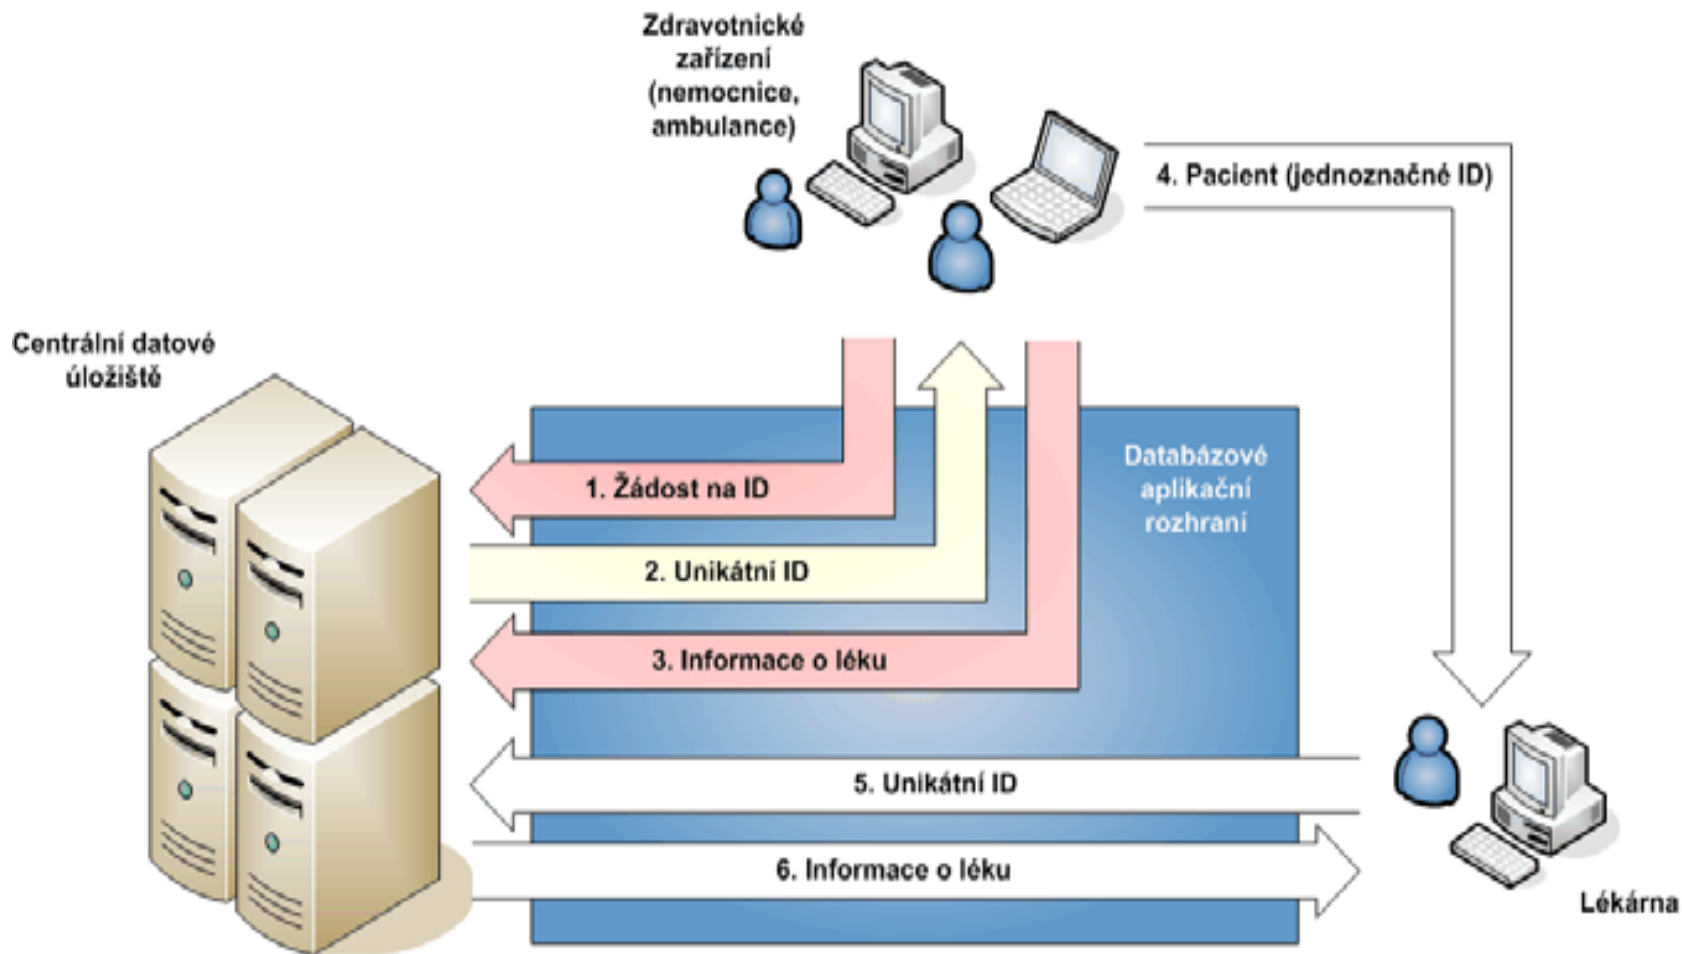 Zdravotnické
zařízení
(nemocnice,
ambulance)
4. Pacient (jednoznačné ID)
Centrální datové
úložiště
Databázové
aplikační
rozhraní
1. Žádost na ID
2. Unikátní ID
3. Informace o léku
5. Unikátní ID
6. Informace o léku
Lékárna